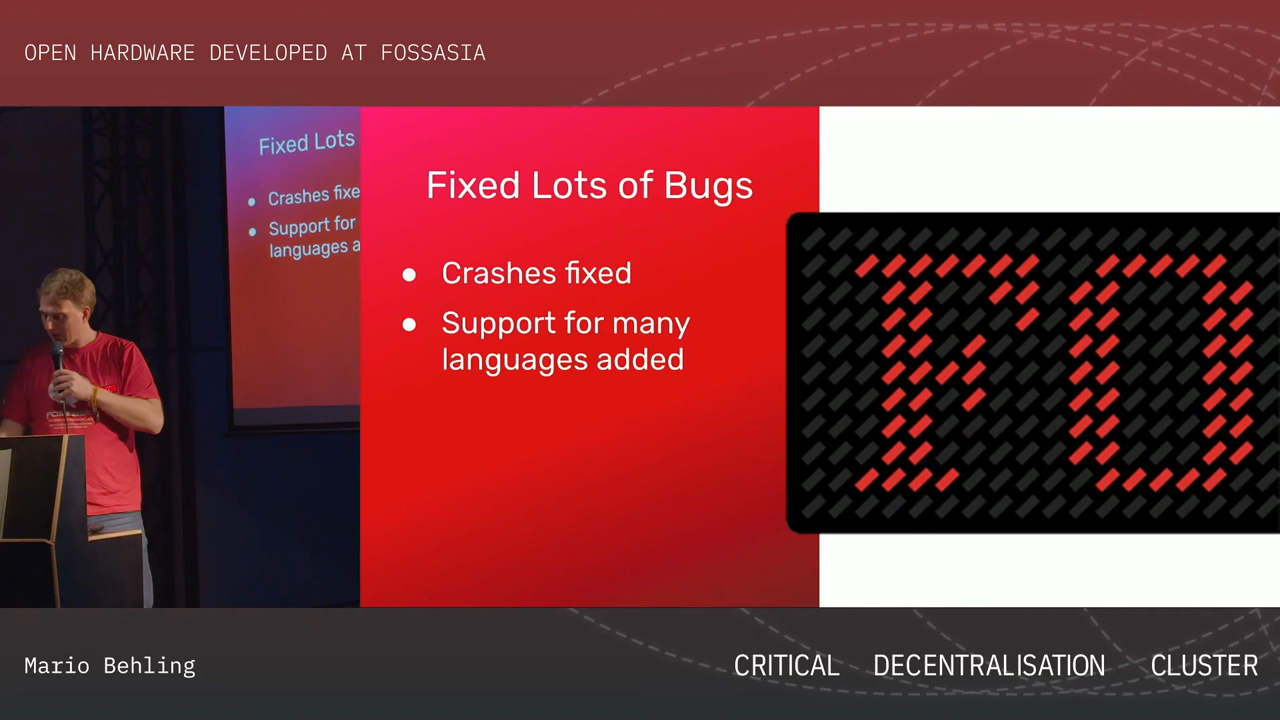 OPEN HARDWARE DEVELOPED AT FOSSASIA
Fixed Lots
● Crashes fixe
● Support for
languages a
Fixed Lots of Bugs
● Crashes fixed
● Support for many
languages added
FO
Mario Behling
CRITICAL DECENTRALISATION CLUSTER